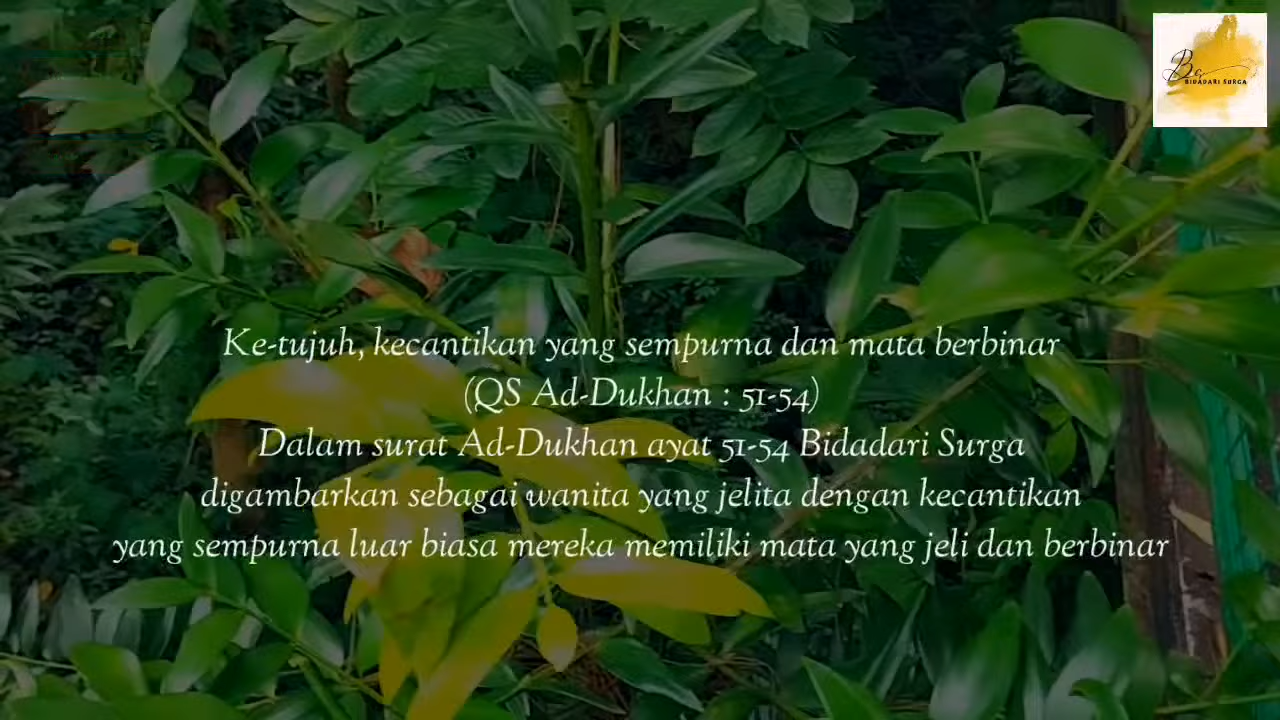 Bs
BIDADARI SURGA
Ke-tujuh, kecantikan yang sempurna dan mata berbinar
(QS Ad-Dukhan : 51-54)
Dalam surat Ad-Dukhan ayat 51-54 Bidadari Surga
digambarkan sebagai wanita yang jelita dengan kecantikan
yang sempurna luar biasa mereka memiliki mata yang jeli dan berbinar